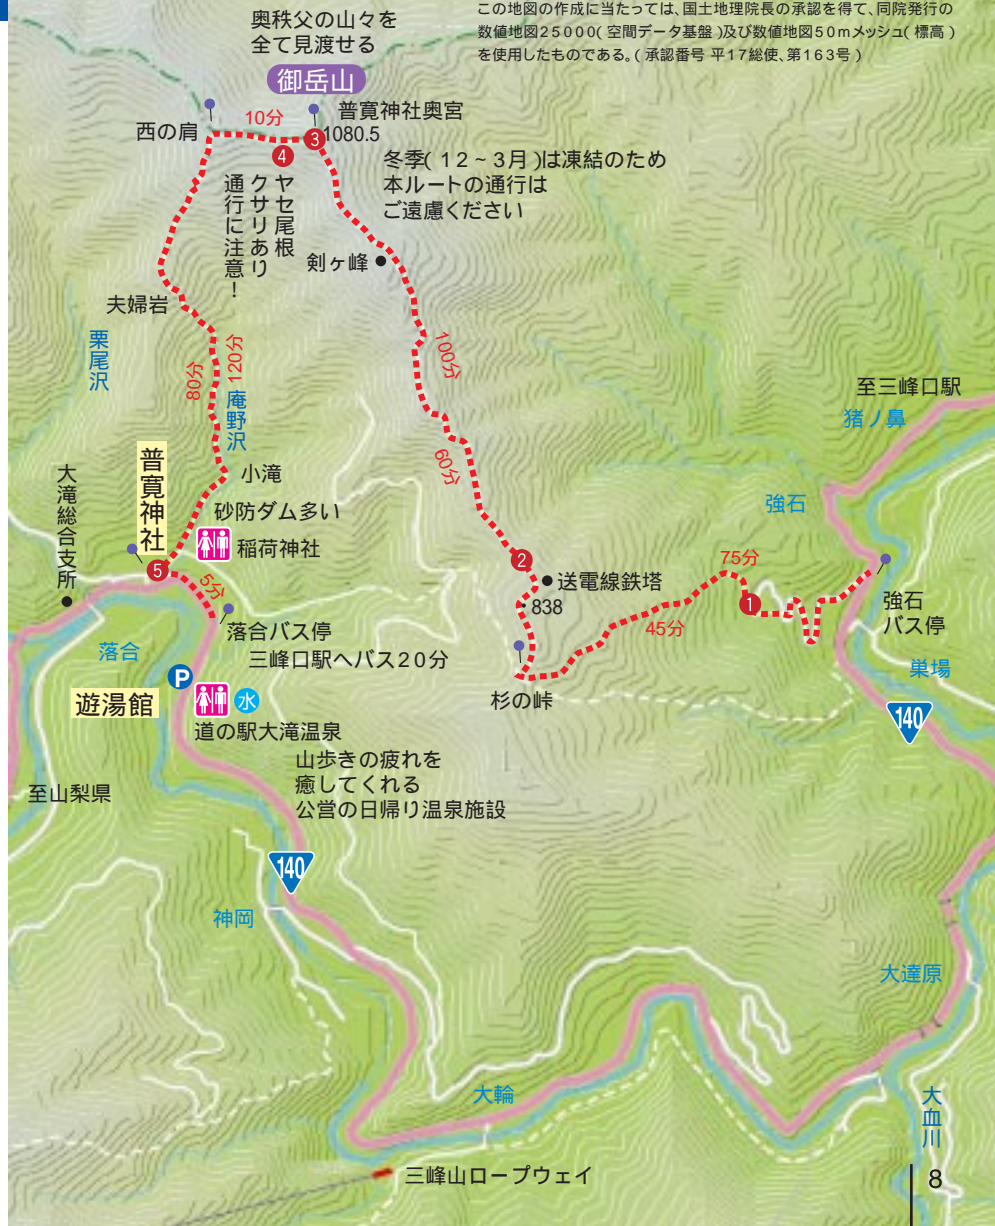 この地図の作成に当たっては、国土地理院長の承認を得て、同院発行の
数値地図25000(空間データ基盤)及び数値地図50mメッシュ(標高)
を使用したものである。(承認番号 平17総使、第163号)
奥秩父の山々を
全て見渡せる
御岳山
普寛神社奥宮
1080.5
3
10分
西の肩
4
ヤセ尾根
クサリあり
通行に注意!
冬季(12~3月)は凍結のため
本ルートの通行は
ご遠慮ください
剣ヶ峰
夫婦岩
栗尾沢
80分
120分
庵野沢
100分
60分
至三峰口駅
猪ノ鼻
強石
小滝
砂防ダム多い
稲荷神社
普寛神社
大滝総合支所
5
5分
落合バス停
三峰口駅へバス20分
落合
P
遊湯館
水
道の駅大滝温泉
山歩きの疲れを
癒してくれる
公営の日帰り温泉施設
至山梨県
2
送電線鉄塔
838
杉の峠
75分
45分
1
強石
バス停
巣場
140
140
神岡
大達原
大輪
大血川
三峰山ロープウェイ
8